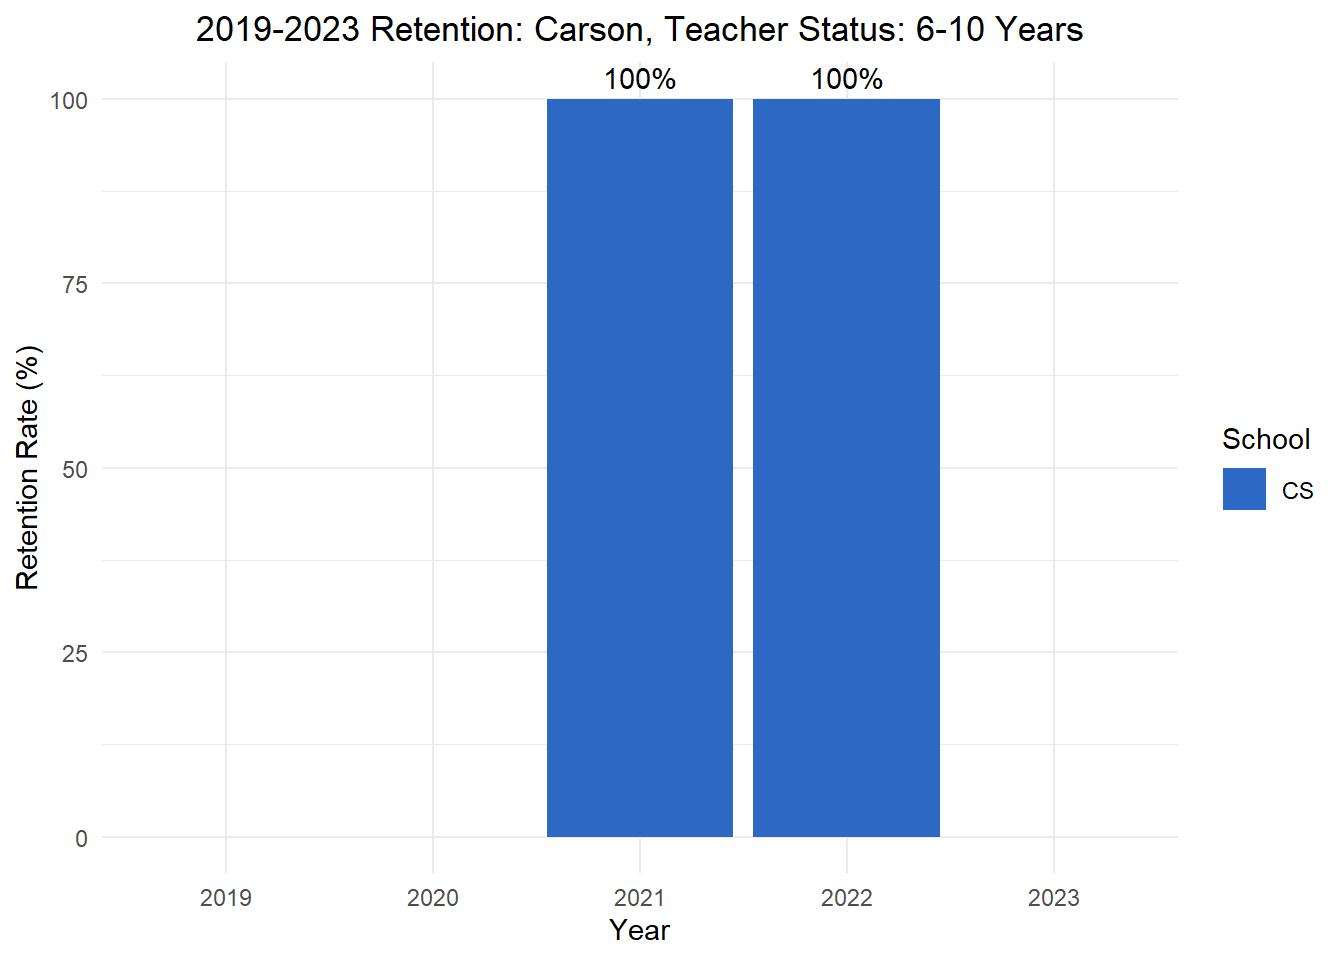 2019-2023 Retention: Carson, Teacher Status: 6-10 Years
100%
100%
100
75
50
25
0
Retention Rate (%)
2019
2020
2021
2022
2023
Year
School
CS